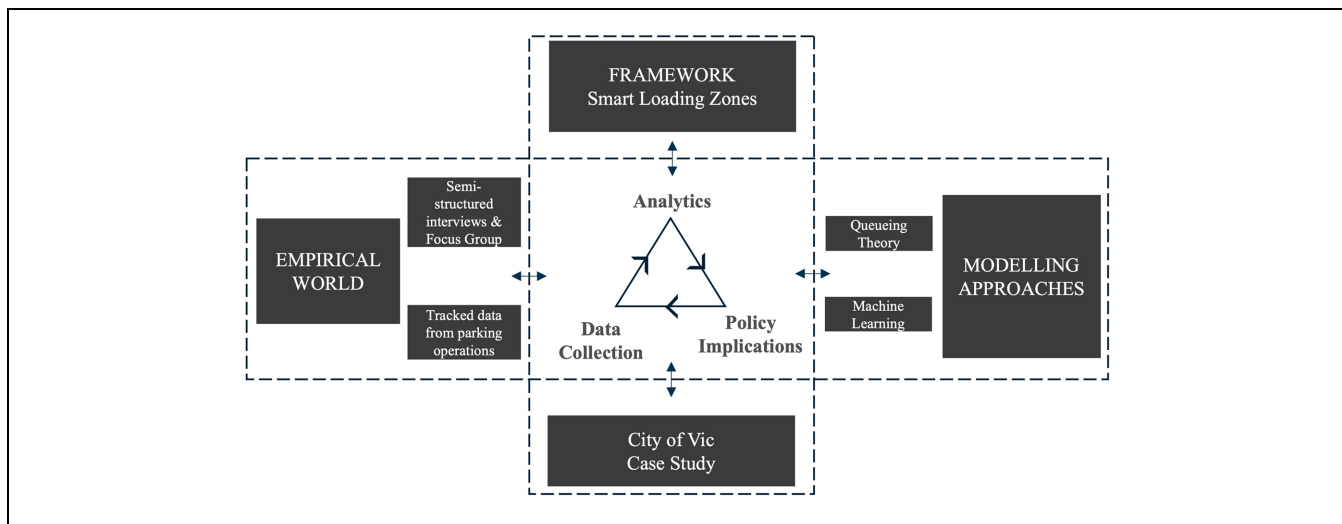 FRAMEWORK
Smart Loading Zones
Semi-
structured
interviews &
Focus Group
EMPIRICAL
WORLD
Tracked data
from parking
operations
Analytics
Data
Collection
Policy
Implications
Queueing
Theory
Machine
Learning
MODELLING
APPROACHES
City of Vic
Case Study